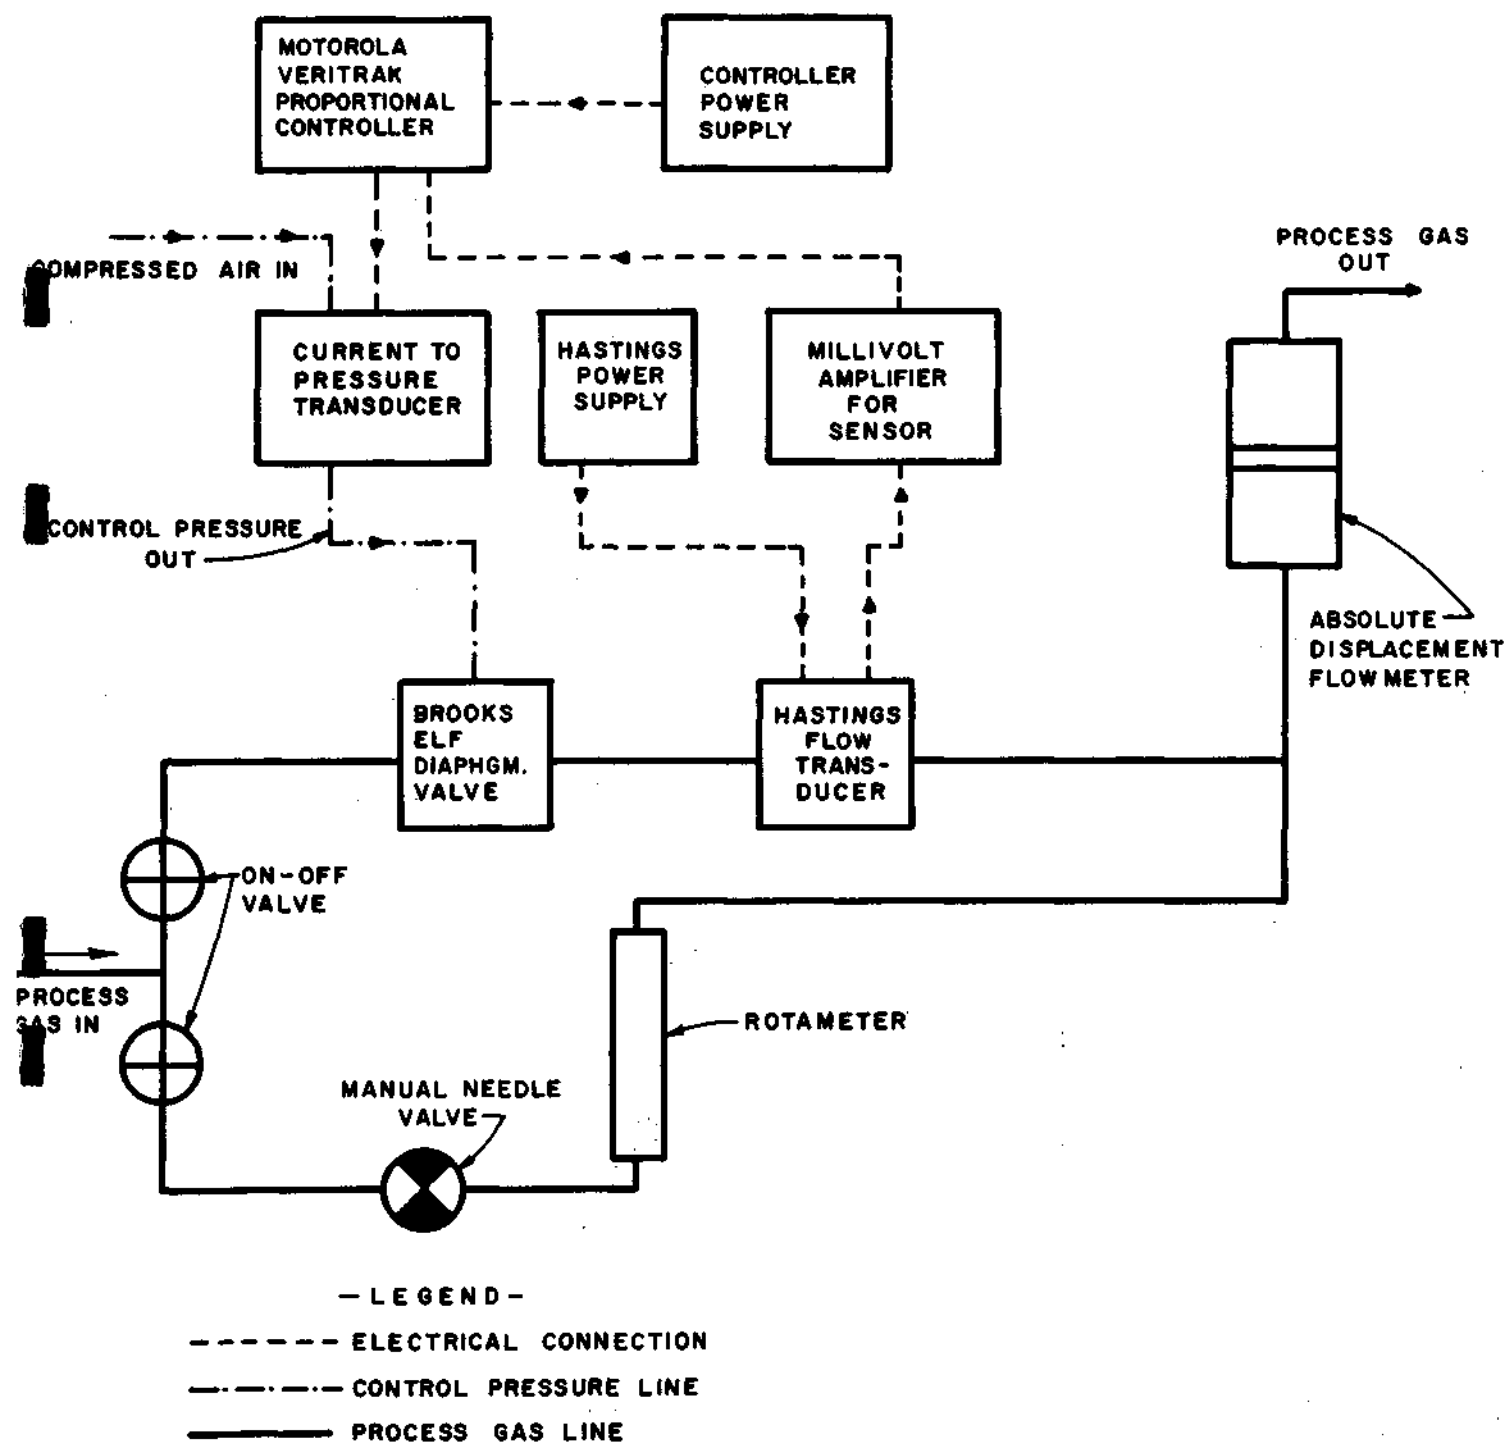 MOTOROLA
VERITRAK
PROPORTIONAL
CONTROLLER
CONTROLLER
POWER
SUPPLY
COMPRESSED AIR IN
PROCESS GAS
OUT
CURRENT TO
PRESSURE
TRANSDUCER
HASTINGS
POWER
SUPPLY
MILLIVOLT
AMPLIFIER
FOR
SENSOR
CONTROL PRESSURE
OUT
ABSOLUTE
DISPLACEMENT
FLOWMETER
BROOKS
ELF
DIAPHGM.
VALVE
HASTINGS
FLOW
TRANS-
DUCER
ON-OFF
VALVE
PROCESS
GAS IN
ROTAMETER
MANUAL NEEDLE
VALVE
- LEGEND -
ELECTRICAL CONNECTION
CONTROL PRESSURE LINE
PROCESS GAS LINE